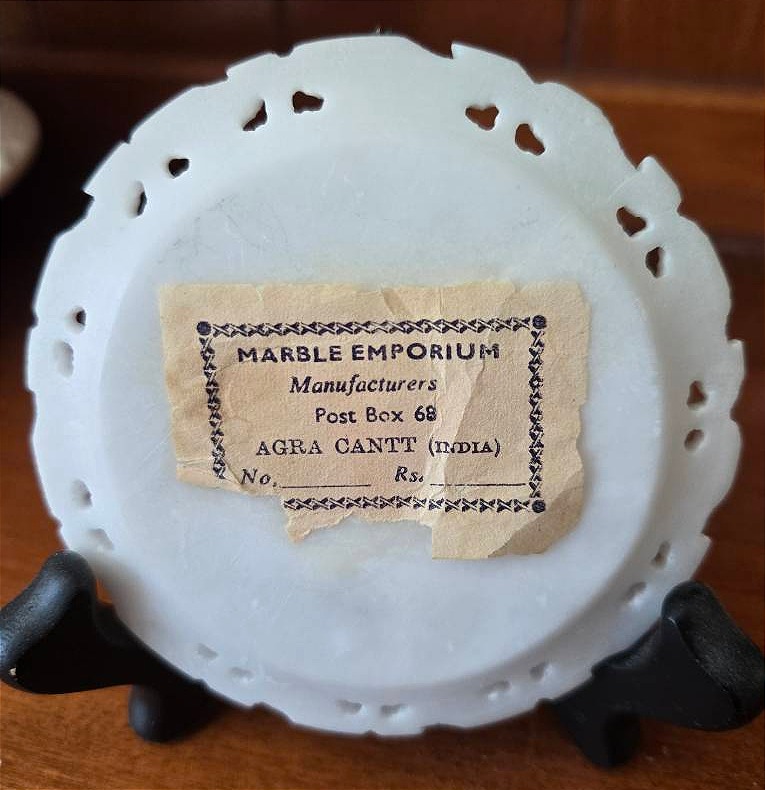 MARBLE EMPORIUM
Manufacturers
Post Box 68
AGRA CANTT (INDIA)
No. Rs.